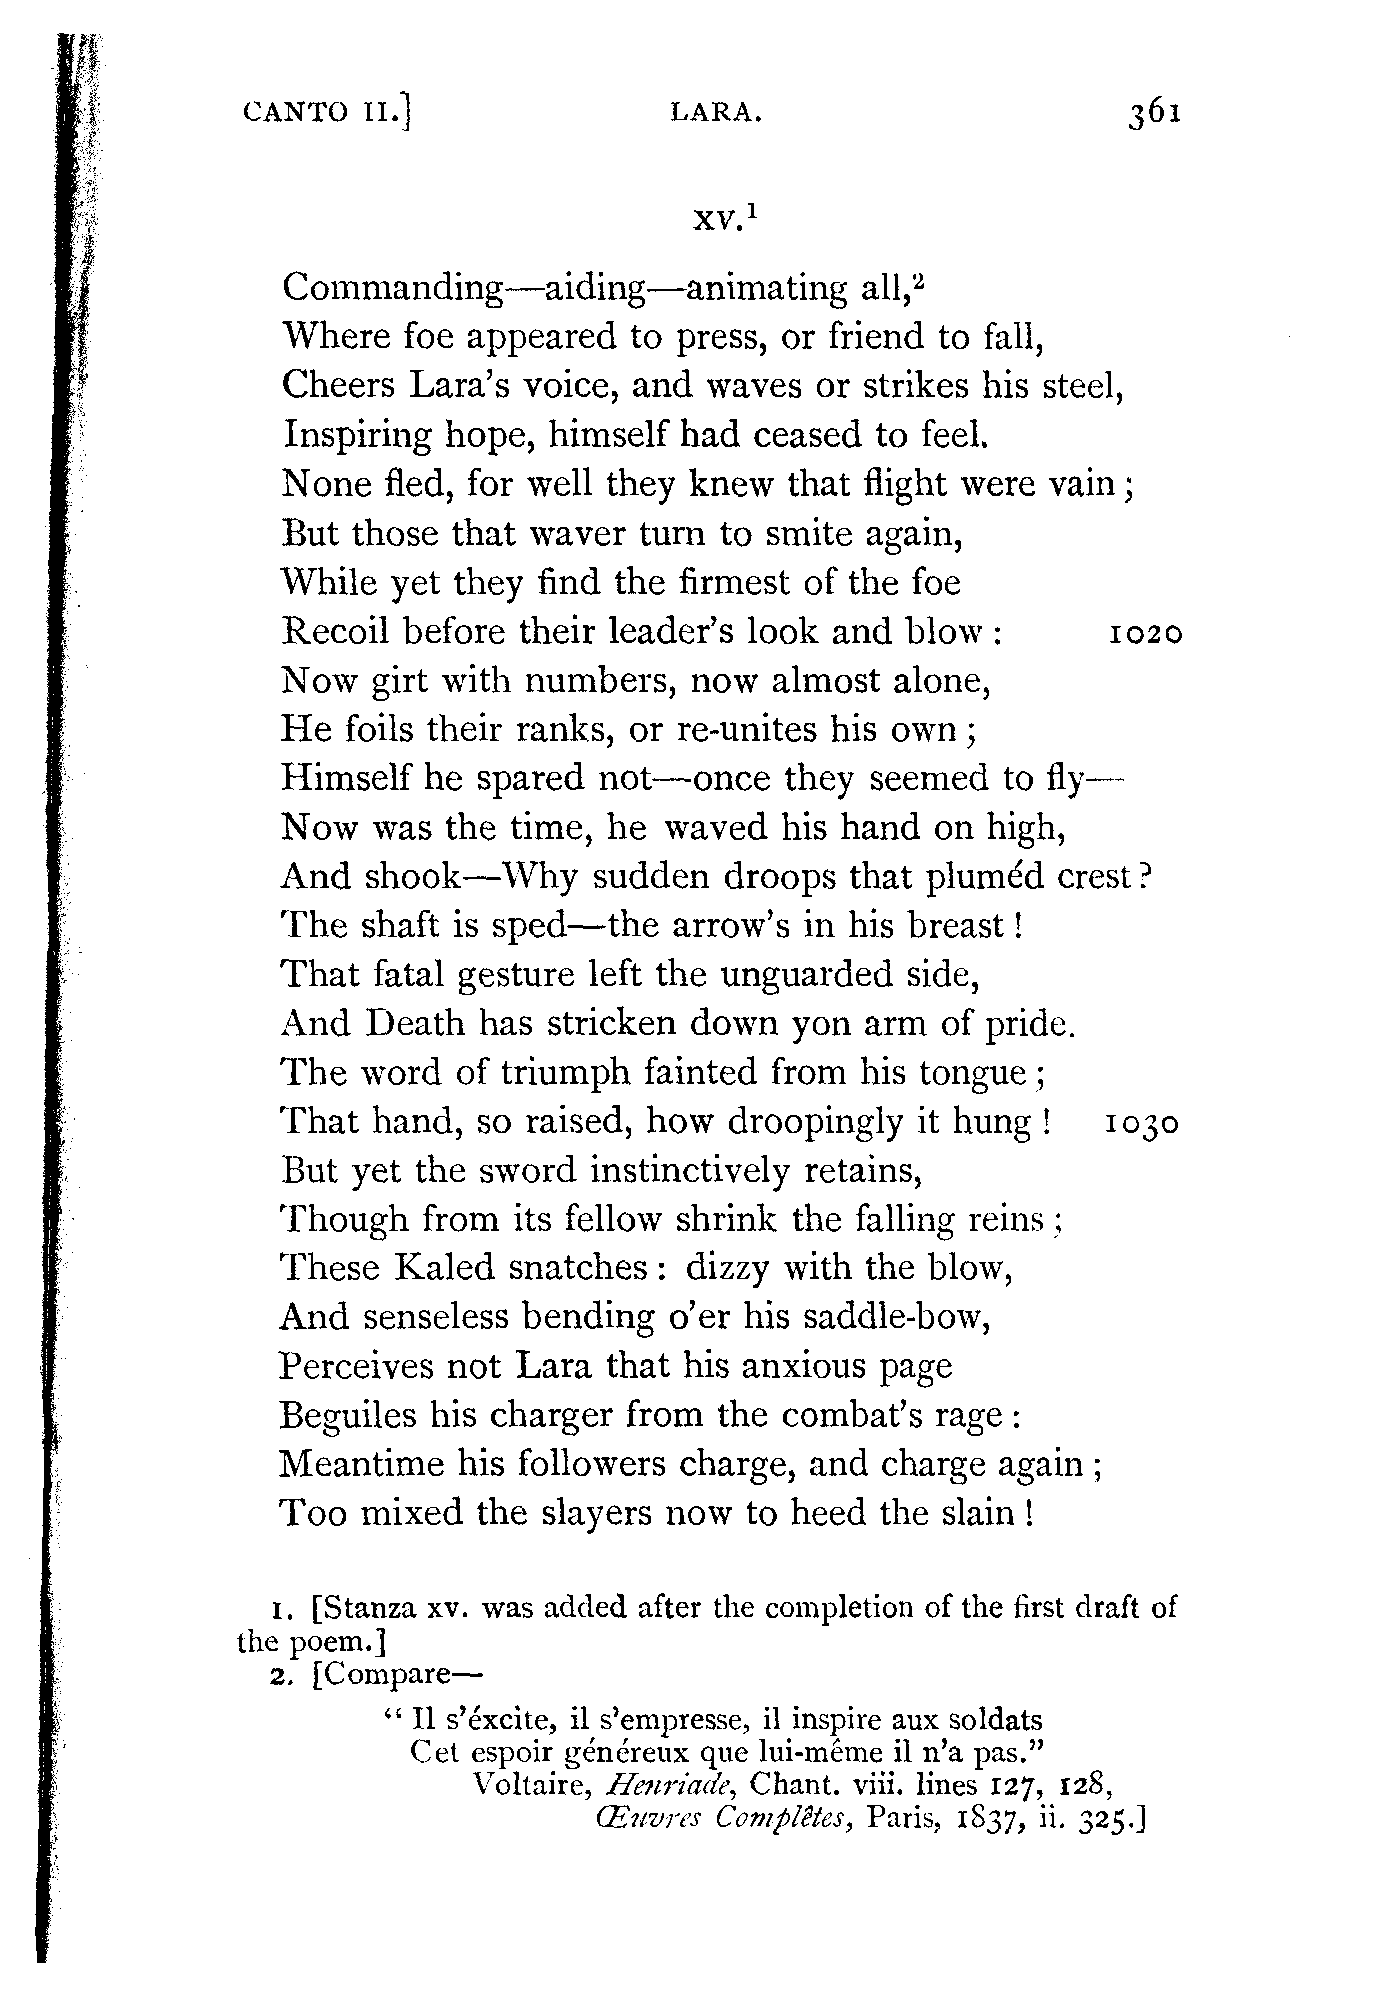 CANTO II.] LARA. 361
XV.¹
Commanding—aiding—animating all,²
Where foe appeared to press, or friend to fall,
Cheers Lara's voice, and waves or strikes his steel,
Inspiring hope, himself had ceased to feel.
None fled, for well they knew that flight were vain;
But those that waver turn to smite again,
While yet they find the firmest of the foe
Recoil before their leader's look and blow: 1020
Now girt with numbers, now almost alone,
He foils their ranks, or re-unites his own;
Himself he spared not—once they seemed to fly—
Now was the time, he waved his hand on high,
And shook—Why sudden droops that pluméd crest?
The shaft is sped—the arrow's in his breast!
That fatal gesture left the unguarded side,
And Death has stricken down yon arm of pride.
The word of triumph fainted from his tongue;
That hand, so raised, how droopingly it hung! 1030
But yet the sword instinctively retains,
Though from its fellow shrink the falling reins;
These Kaled snatches: dizzy with the blow,
And senseless bending o'er his saddle-bow,
Perceives not Lara that his anxious page
Beguiles his charger from the combat's rage:
Meantime his followers charge, and charge again;
Too mixed the slayers now to heed the slain!
1. [Stanza xv. was added after the completion of the first draft of
the poem.]
2. [Compare—
"Il s'éxcite, il s'empresse, il inspire aux soldats
Cet espoir généreux que lui-même il n'a pas."
Voltaire, Henriade, Chant. viii. lines 127, 128,
Œuvres Complêtes, Paris, 1837, ii. 325.]